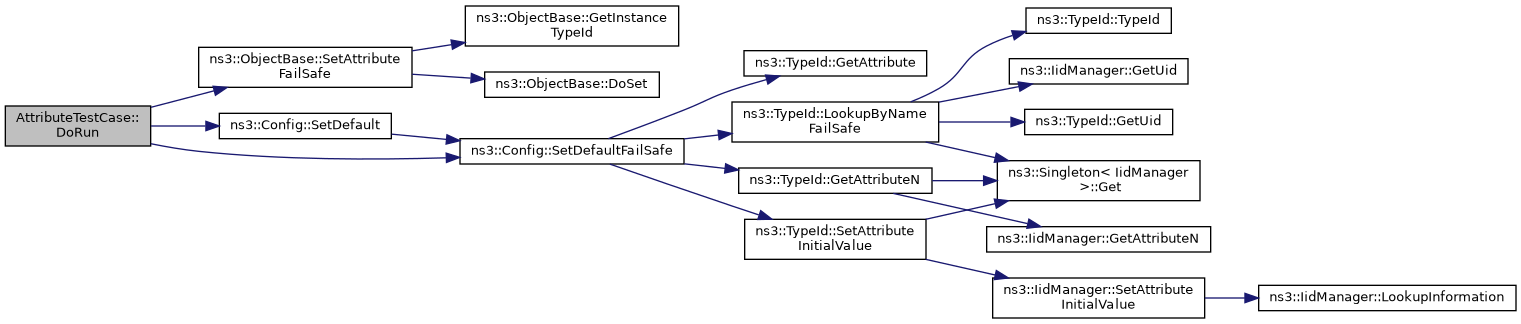 AttributeTestCase::
DoRun
ns3::ObjectBase::SetAttribute
FailSafe
ns3::Config::SetDefault
ns3::ObjectBase::GetInstance
TypeId
ns3::ObjectBase::DoSet
ns3::Config::SetDefaultFailSafe
ns3::TypeId::GetAttribute
ns3::TypeId::LookupByName
FailSafe
ns3::TypeId::GetAttributeN
ns3::TypeId::SetAttribute
InitialValue
ns3::TypeId::TypeId
ns3::IidManager::GetUid
ns3::TypeId::GetUid
ns3::Singleton< IidManager
>::Get
ns3::IidManager::GetAttributeN
ns3::IidManager::SetAttribute
InitialValue
ns3::IidManager::LookupInformation